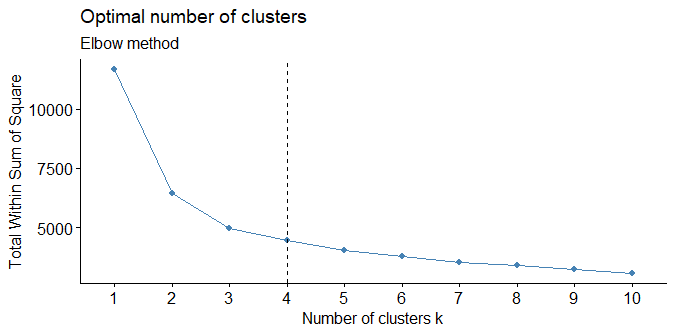 Optimal number of clusters
Elbow method
Total Within Sum of Square
10000
7500
5000
1 2 3 4 5 6 7 8 9 10
Number of clusters k